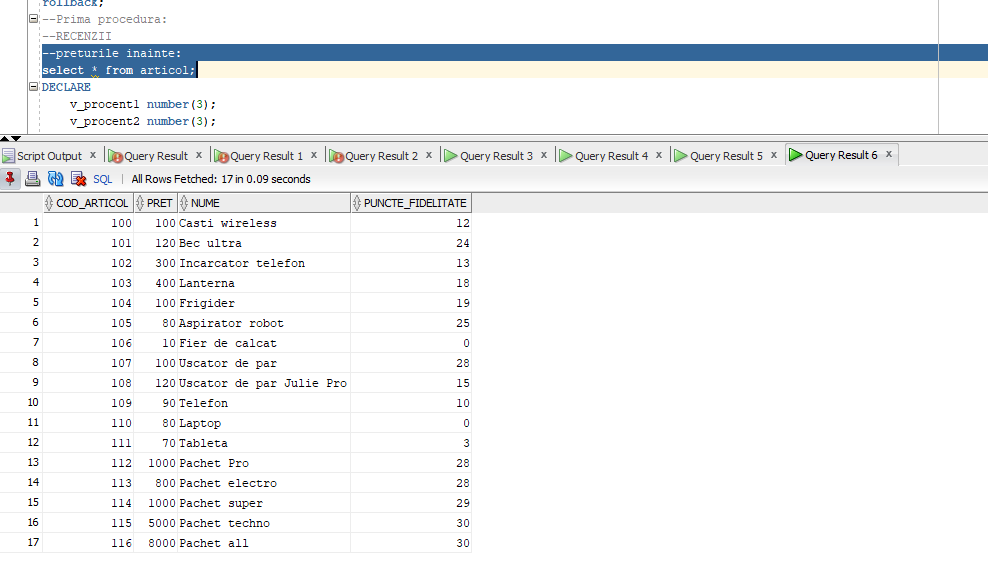 rollback;
--Prima procedura:
--RECENZII
--preturile inainte:
select * from articol;
DECLARE
v_procent1 number(3);
v_procent2 number(3);
Script Output x Query Result x Query Result 1 x Query Result 2 x Query Result 3 x Query Result 4 x Query Result 5 x Query Result 6 x
SQL | All Rows Fetched: 17 in 0.09 seconds
COD_ARTICOL PRET NUME PUNCTE_FIDELITATE
1 100 100 Casti wireless 12
2 101 120 Bec ultra 24
3 102 300 Incarcator telefon 13
4 103 400 Lanterna 18
5 104 100 Frigider 19
6 105 80 Aspirator robot 25
7 106 10 Fier de calcat 0
8 107 100 Uscator de par 28
9 108 120 Uscator de par Julie Pro 15
10 109 90 Telefon 10
11 110 80 Laptop 0
12 111 70 Tableta 3
13 112 1000 Pachet Pro 28
14 113 800 Pachet electro 28
15 114 1000 Pachet super 29
16 115 5000 Pachet techno 30
17 116 8000 Pachet all 30